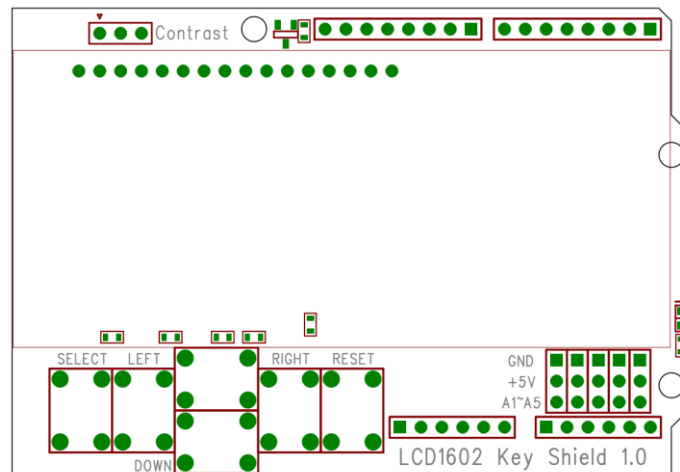 Contrast
SELECT LEFT RIGHT RESET
GND
+5V
A1~A5
DOWN
LCD1602 Key Shield 1.0